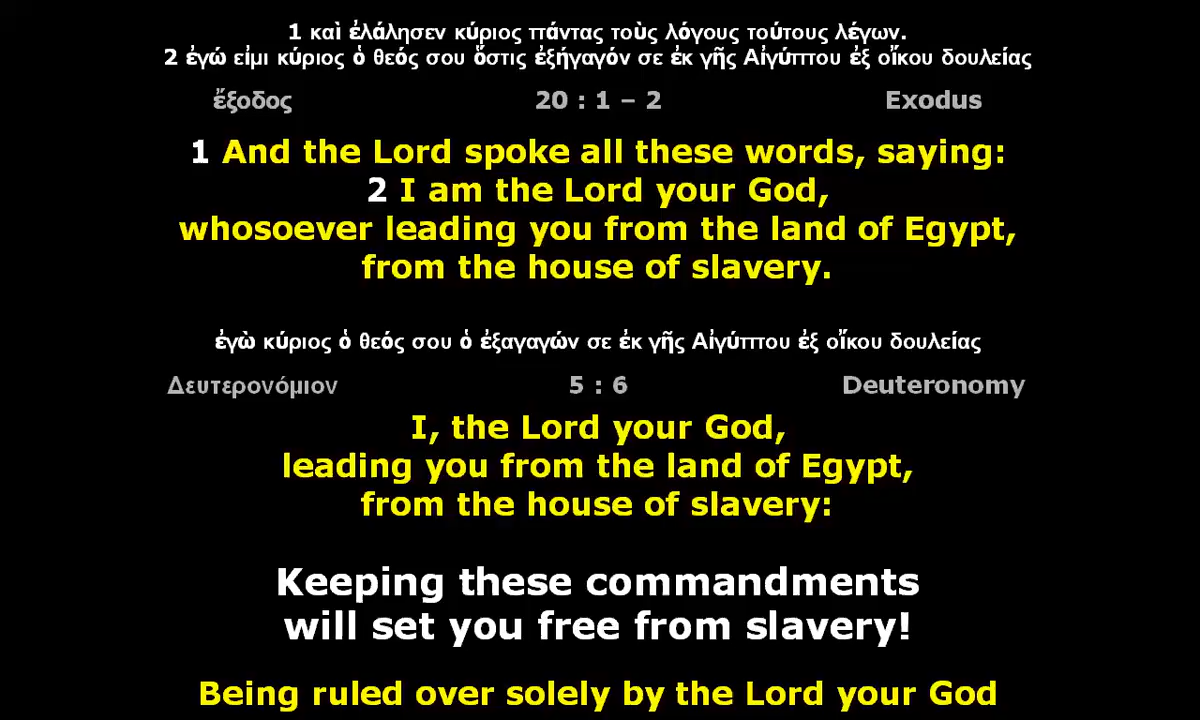 1 καὶ ἐλάλησεν κύριος πάντας τοὺς λόγους τούτους λέγων.
2 ἐγώ εἰμι κύριος ὁ θεός σου ὅστις ἐξήγαγόν σε ἐκ γῆς Αἰγύπτου ἐξ οἴκου δουλείας
ἔξοδος 20 : 1 – 2 Exodus
1 And the Lord spoke all these words, saying:
2 I am the Lord your God,
whosoever leading you from the land of Egypt,
from the house of slavery.
ἐγὼ κύριος ὁ θεός σου ὁ ἐξαγαγών σε ἐκ γῆς Αἰγύπτου ἐξ οἴκου δουλείας
Δευτερονόμιον 5 : 6 Deuteronomy
I, the Lord your God,
leading you from the land of Egypt,
from the house of slavery:
Keeping these commandments
will set you free from slavery!
Being ruled over solely by the Lord your God